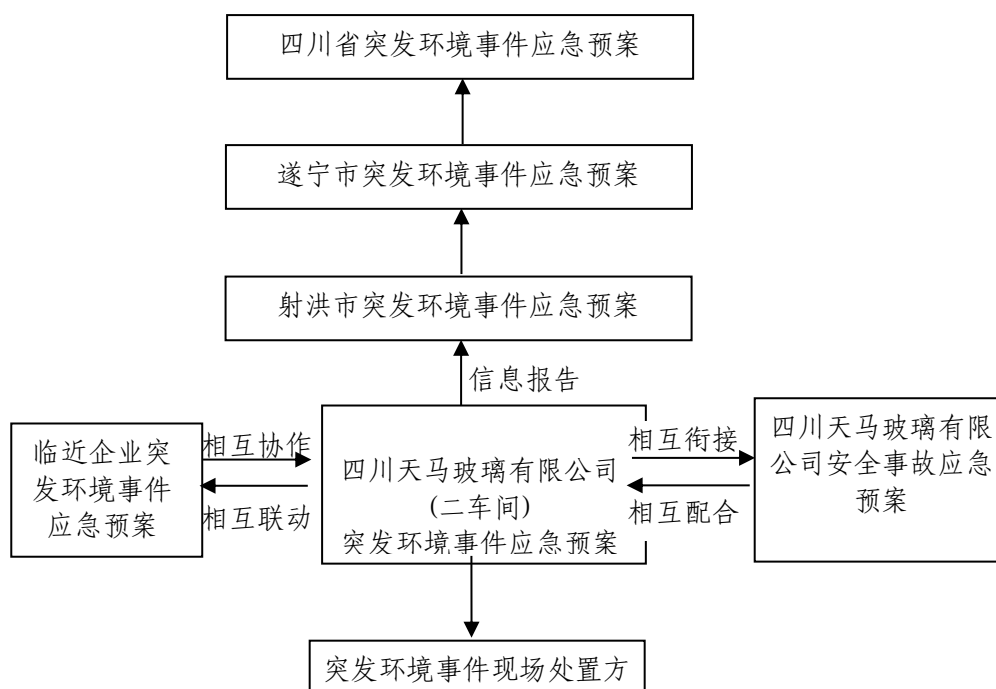 四川省突发环境事件应急预案
遂宁市突发环境事件应急预案
射洪市突发环境事件应急预案
信息报告
临近企业突
发环境事件
应急预案
相互协作
相互联动
四川天马玻璃有限公司
(二车间)
突发环境事件应急预案
相互衔接
相互配合
四川天马玻璃有限
公司安全事故应急
预案
突发环境事件现场处置方